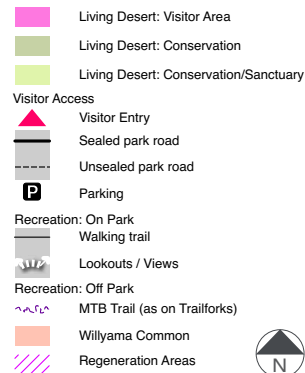 Living Desert: Visitor Area
Living Desert: Conservation
Living Desert: Conservation/Sanctuary
Visitor Access
Visitor Entry
Sealed park road
Unsealed park road
P Parking
Recreation: On Park
Walking trail
Lookouts / Views
Recreation: Off Park
MTB Trail (as on Trailforks)
Willyama Common
Regeneration Areas
N